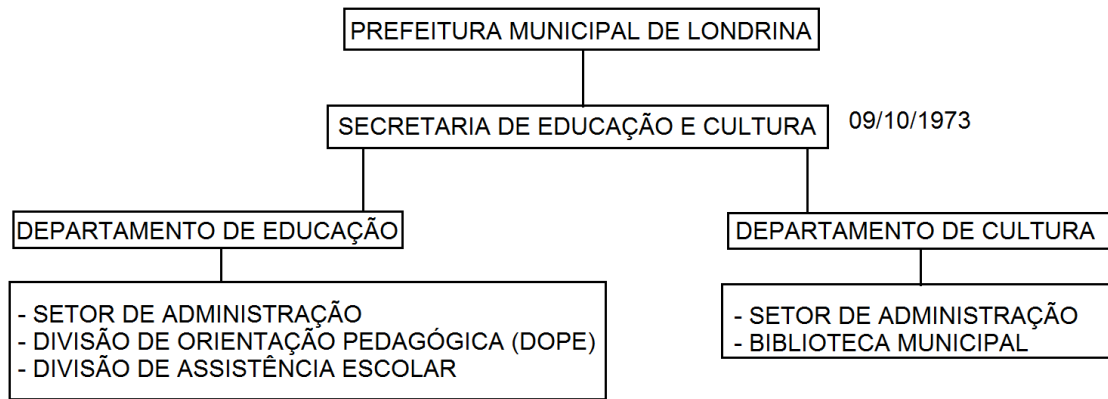 PREFEITURA MUNICIPAL DE LONDRINA
SECRETARIA DE EDUCAÇÃO E CULTURA
09/10/1973
DEPARTAMENTO DE EDUCAÇÃO
DEPARTAMENTO DE CULTURA
- SETOR DE ADMINISTRAÇÃO
- DIVISÃO DE ORIENTAÇÃO PEDAGÓGICA (DOPE)
- DIVISÃO DE ASSISTÊNCIA ESCOLAR
- SETOR DE ADMINISTRAÇÃO
- BIBLIOTECA MUNICIPAL